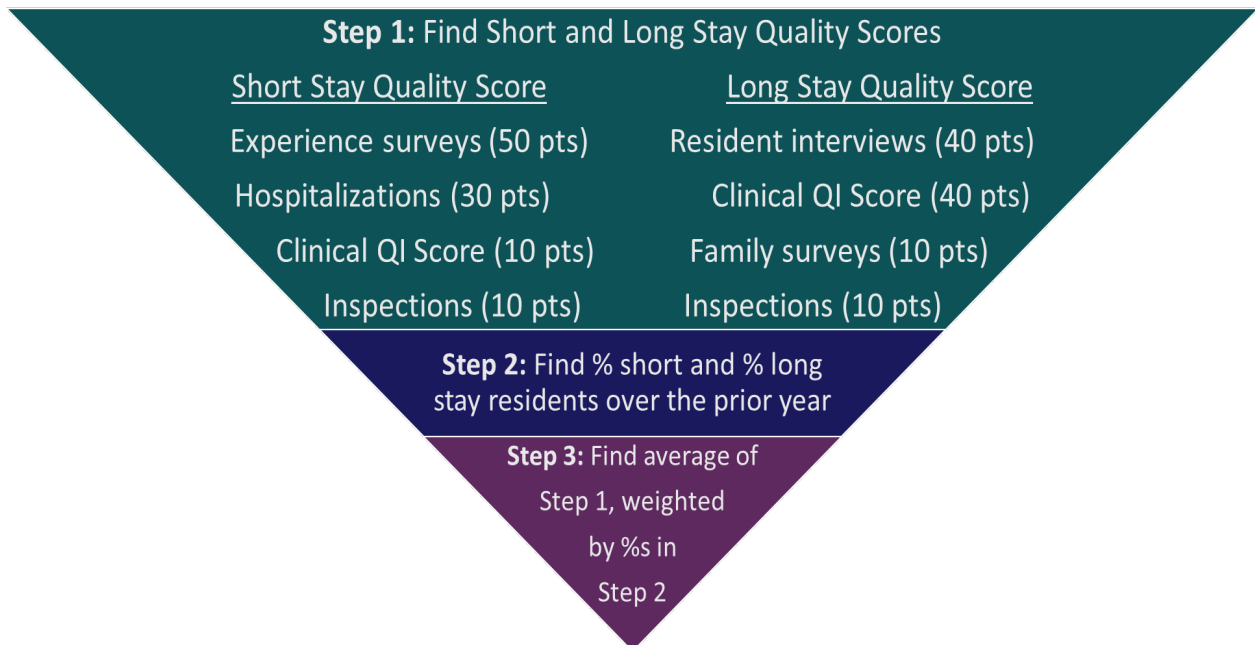 Step 1: Find Short and Long Stay Quality Scores
Short Stay Quality Score
Experience surveys (50 pts)
Hospitalizations (30 pts)
Clinical QI Score (10 pts)
Inspections (10 pts)
Long Stay Quality Score
Resident interviews (40 pts)
Clinical QI Score (40 pts)
Family surveys (10 pts)
Inspections (10 pts)
Step 2: Find % short and % long
stay residents over the prior year
Step 3: Find average of
Step 1, weighted
by %s in
Step 2